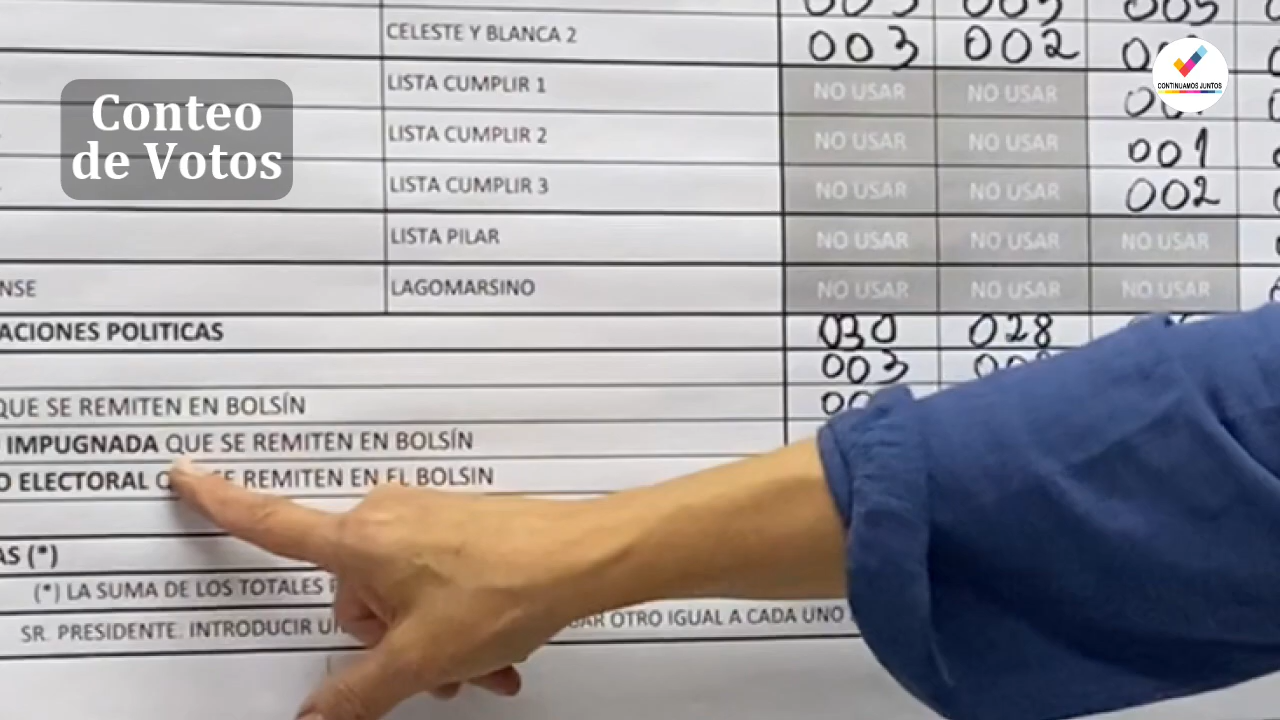 003 003 003
CELESTE Y BLANCA 2 003 002
LISTA CUMPLIR 1 NO USAR NO USAR
LISTA CUMPLIR 2 NO USAR NO USAR 001
LISTA CUMPLIR 3 NO USAR NO USAR 002
LISTA PILAR NO USAR NO USAR NO USAR
NSE LAGOMARSINO NO USAR NO USAR NO USAR
ACIONES POLITICAS 030 028
003
QUE SE REMITEN EN BOLSÍN
IMPUGNADA QUE SE REMITEN EN BOLSÍN
O ELECTORAL SE REMITEN EN EL BOLSIN
AS (*)
(*) LA SUMA DE LOS TOTALES
SR. PRESIDENTE. INTRODUCIR OTRO IGUAL A CADA UNO
Conteo
de Votos
CONTINUAMOS JUNTOS